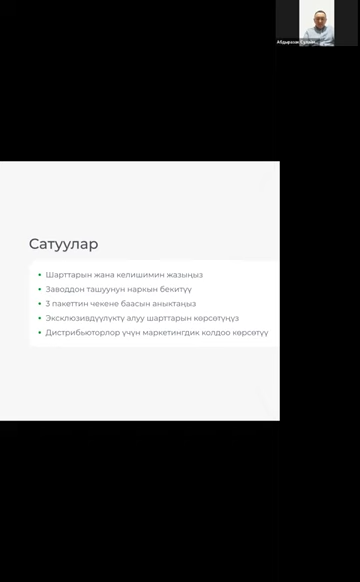 Абдыразак
Сатуулар
Шарттарын жана келишимин жазыңыз
Заводдон ташуунун наркын бекитүү
3 пакеттин чекене баасын аныктаңыз
Эксклюзивдүүлүктү алуу шарттарын көрсөтүңүз
Дистрибьюторлор үчүн маркетингдик колдоо көрсөтүү